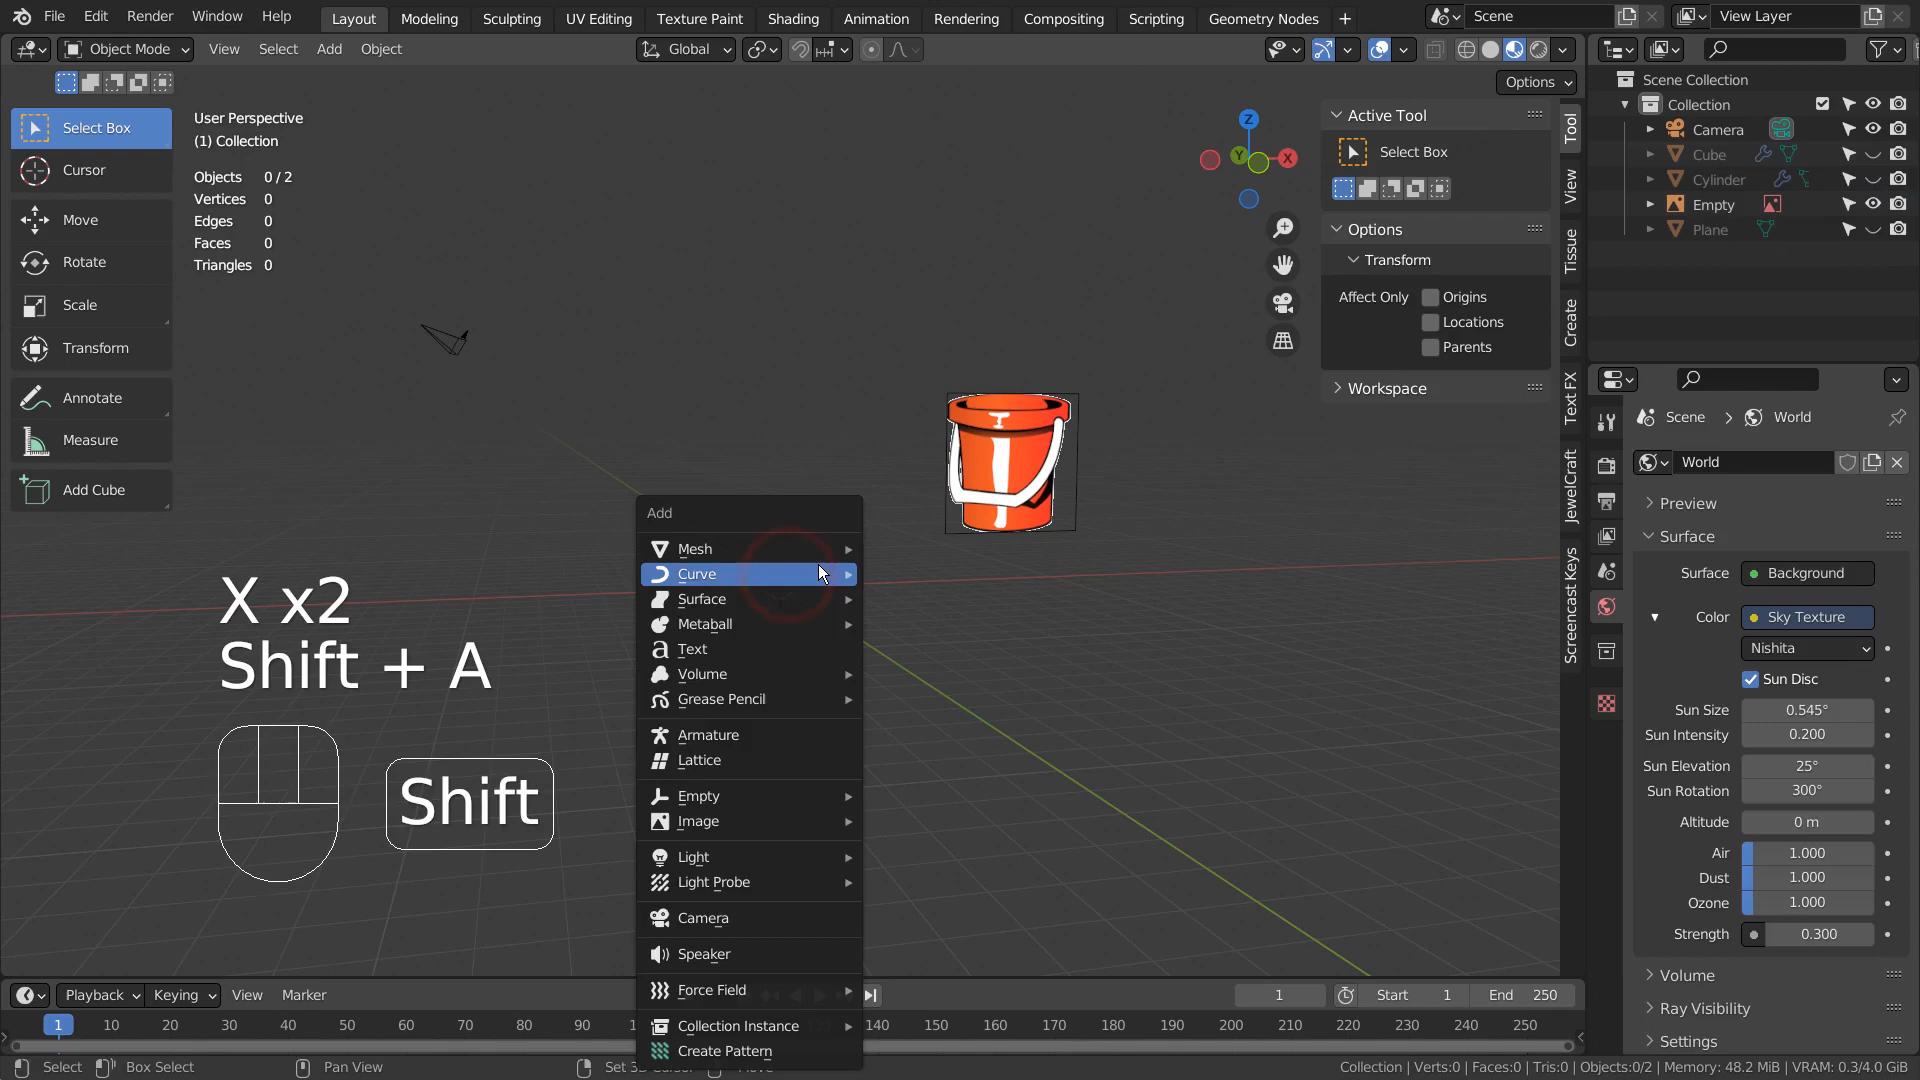 File Edit Render Window Help Layout Modeling Sculpting UV Editing Texture Paint Shading Animation Rendering Compositing Scripting Geometry Nodes + Scene View Layer
Object Mode View Select Add Object Global
Options
Select Box
Cursor
Move
Rotate
Scale
Transform
Annotate
Measure
Add Cube
User Perspective
(1) Collection
Objects 0 / 2
Vertices 0
Edges 0
Faces 0
Triangles 0
Z
Y
X
Active Tool
Select Box
Options
Transform
Affect Only Origins
Locations
Parents
Workspace
Tool
View
Tissue
Create
Text FX
JewelCraft
Screencast Keys
Scene Collection
Collection
Camera
Cube
Cylinder
Empty
Plane
Scene > World
World
Preview
Surface
Surface Background
Color Sky Texture
Nishita
Sun Disc
Sun Size 0.545°
Sun Intensity 0.200
Sun Elevation 25°
Sun Rotation 300°
Altitude 0 m
Air 1.000
Dust 1.000
Ozone 1.000
Strength 0.300
Volume
Ray Visibility
Settings
Add
Mesh
Curve
Surface
Metaball
Text
Volume
Grease Pencil
Armature
Lattice
Empty
Image
Light
Light Probe
Camera
Speaker
Force Field
Collection Instance
Create Pattern
X x2
Shift + A
Shift
Playback Keying View Marker 1 Start 1 End 250
1 10 20 30 40 50 60 70 80 90 140 150 160 170 180 190 200 210 220 230 240 250
Select Box Select Pan View Collection | Verts:0 | Faces:0 | Tris:0 | Objects:0/2 | Memory: 48.2 MiB | VRAM: 0.3/4.0 GiB